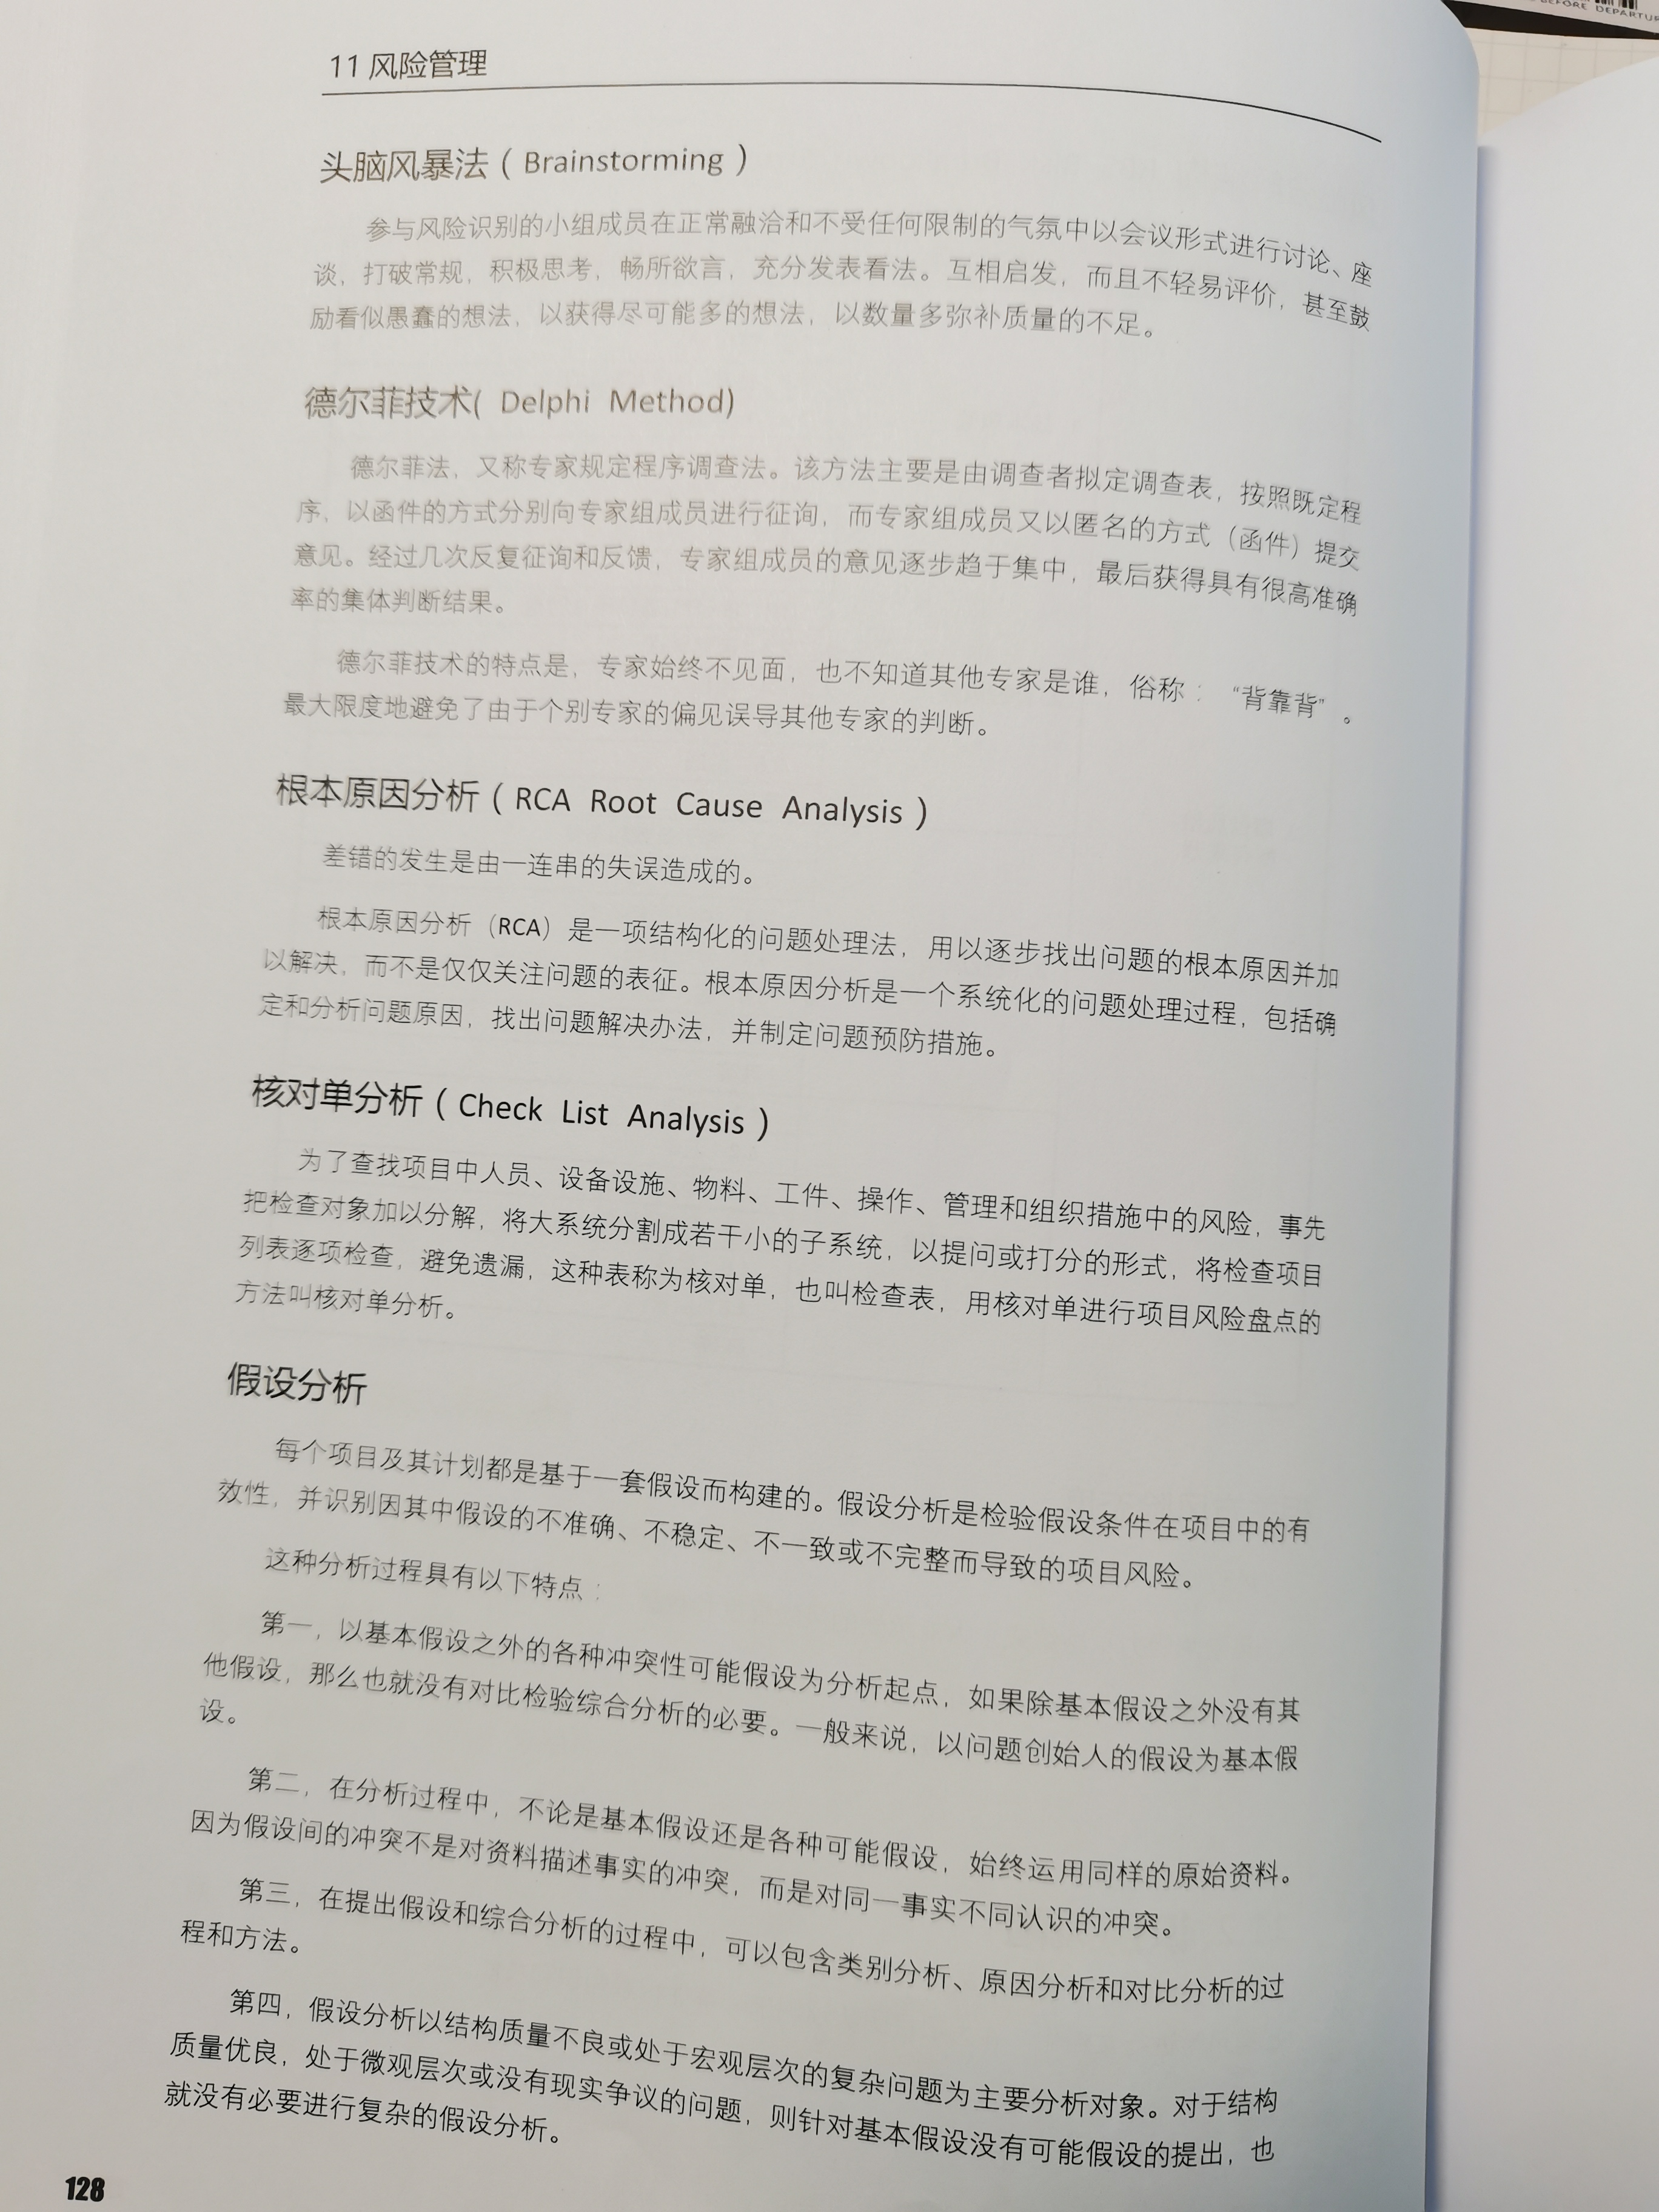 BEFORE DEPARTUR
11 风险管理
头脑风暴法（Brainstorming）
参与风险识别的小组成员在正常融洽和不受任何限制的气氛中以会议形式进行讨论、座
谈，打破常规，积极思考，畅所欲言，充分发表看法。互相启发，而且不轻易评价，甚至鼓
励看似愚蠢的想法，以获得尽可能多的想法，以数量多弥补质量的不足。
德尔菲技术( Delphi Method)
德尔菲法，又称专家规定程序调查法。该方法主要是由调查者拟定调查表，按照既定程
序，以函件的方式分别向专家组成员进行征询，而专家组成员又以匿名的方式（函件）提交
意见。经过几次反复征询和反馈，专家组成员的意见逐步趋于集中，最后获得具有很高准确
率的集体判断结果。
德尔菲技术的特点是，专家始终不见面，也不知道其他专家是谁，俗称：“背靠背”。
最大限度地避免了由于个别专家的偏见误导其他专家的判断。
根本原因分析（RCA Root Cause Analysis）
差错的发生是由一连串的失误造成的。
根本原因分析（RCA）是一项结构化的问题处理法，用以逐步找出问题的根本原因并加
以解决，而不是仅仅关注问题的表征。根本原因分析是一个系统化的问题处理过程，包括确
定和分析问题原因，找出问题解决办法，并制定问题预防措施。
核对单分析（Check List Analysis）
为了查找项目中人员、设备设施、物料、工件、操作、管理和组织措施中的风险，事先
把检查对象加以分解，将大系统分割成若干小的子系统，以提问或打分的形式，将检查项目
列表逐项检查，避免遗漏，这种表称为核对单，也叫检查表，用核对单进行项目风险盘点的
方法叫核对单分析。
假设分析
每个项目及其计划都是基于一套假设而构建的。假设分析是检验假设条件在项目中的有
效性，并识别因其中假设的不准确、不稳定、不一致或不完整而导致的项目风险。
这种分析过程具有以下特点：
第一，以基本假设之外的各种冲突性可能假设为分析起点，如果除基本假设之外没有其
他假设，那么也就没有对比检验综合分析的必要。一般来说，以问题创始人的假设为基本假
设。
第二，在分析过程中，不论是基本假设还是各种可能假设，始终运用同样的原始资料。
因为假设间的冲突不是对资料描述事实的冲突，而是对同一事实不同认识的冲突。
第三，在提出假设和综合分析的过程中，可以包含类别分析、原因分析和对比分析的过
程和方法。
第四，假设分析以结构质量不良或处于宏观层次的复杂问题为主要分析对象。对于结构
质量优良，处于微观层次或没有现实争议的问题，则针对基本假设没有可能假设的提出，也
就没有必要进行复杂的假设分析。
128